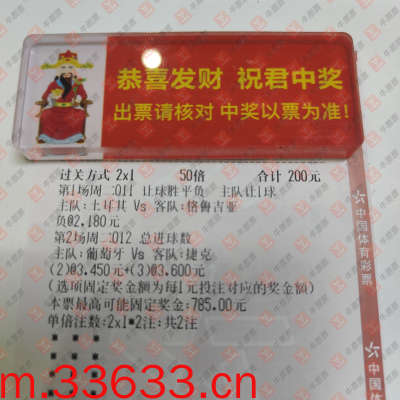 恭喜发财 祝君中奖
出票请核对 中奖以票为准!
过关方式 2x1 50倍 合计 200元
第1场周二011 让球胜平负 主队让1球
主队:土耳其 Vs 客队:格鲁吉亚
负@2.180元
第2场周二012 总进球数
主队:葡萄牙 Vs 客队:捷克
(2)@3.450元+(3)@3.600元
(选项固定奖金额为每1元投注对应的奖金额)
本票最高可能固定奖金:785.00元
单倍注数:2x1*2注;共2注
中国体育彩票
中国体
m.33633.cn